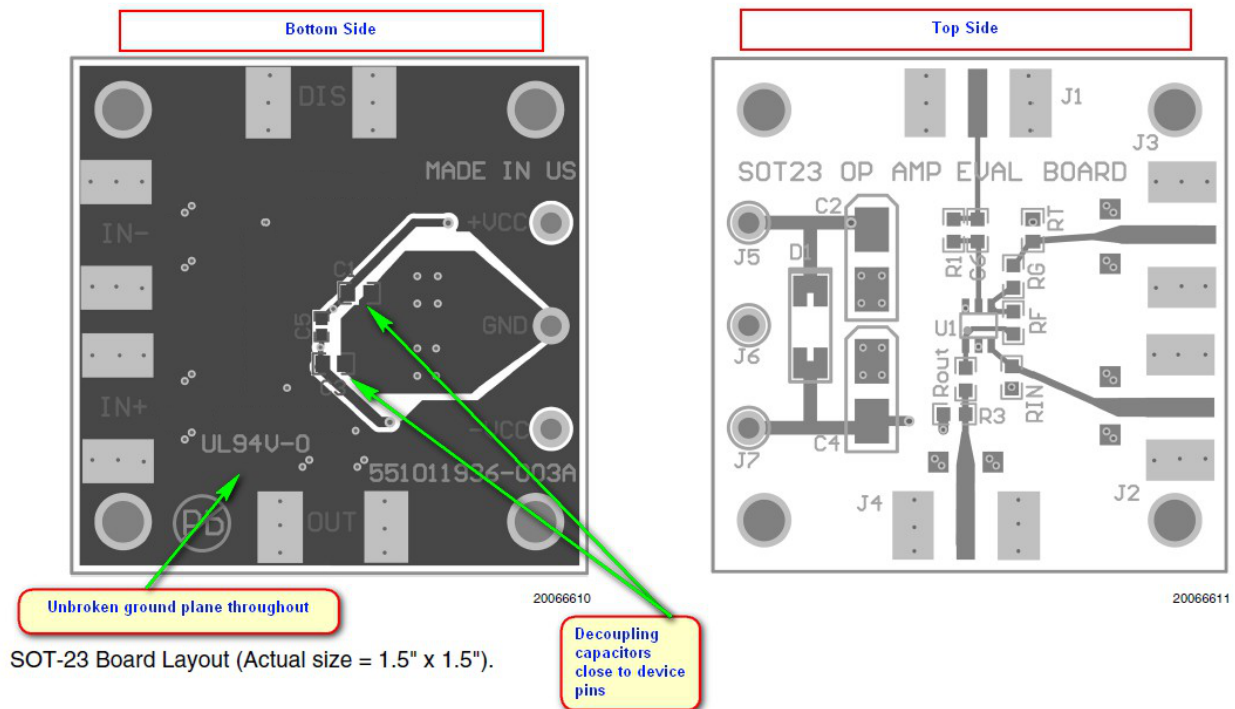 Bottom Side
DIS
MADE IN US
+VCC
IN-
C1
C5
GND
C3
IN+
-VCC
UL94V-0
551011936-003A
Pb
OUT
20066610
Unbroken ground plane throughout
Decoupling
capacitors
close to device
pins
SOT-23 Board Layout (Actual size = 1.5" x 1.5").
Top Side
J1
J3
SOT23 OP AMP EVAL BOARD
C2
RT
J5
D1
R1
RG
U1
RF
J6
Rout
RIN
R3
J7
C4
J4
J2
20066611